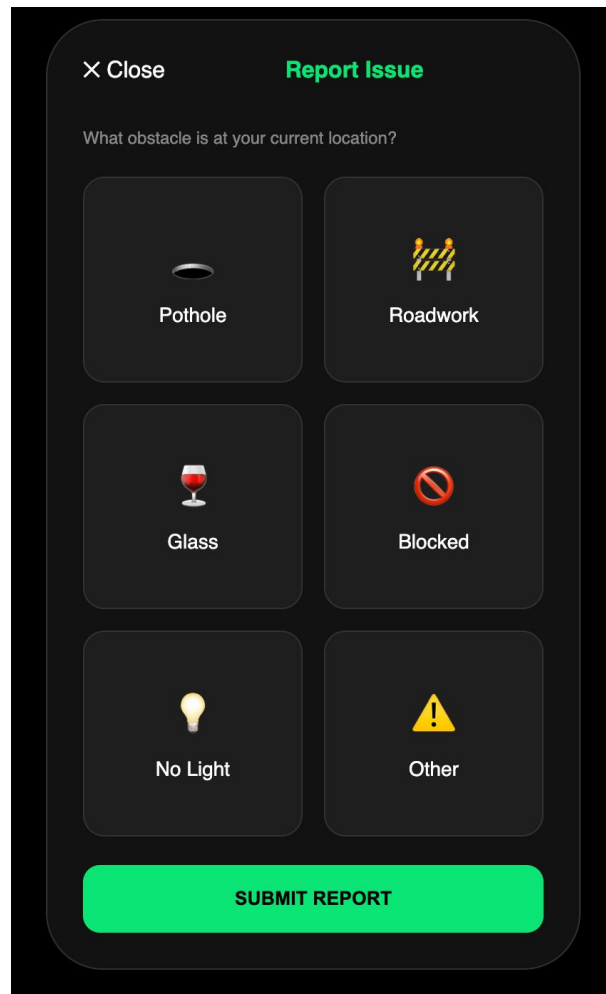 × Close
Report Issue
What obstacle is at your current location?
Pothole
Roadwork
Glass
Blocked
No Light
Other
SUBMIT REPORT